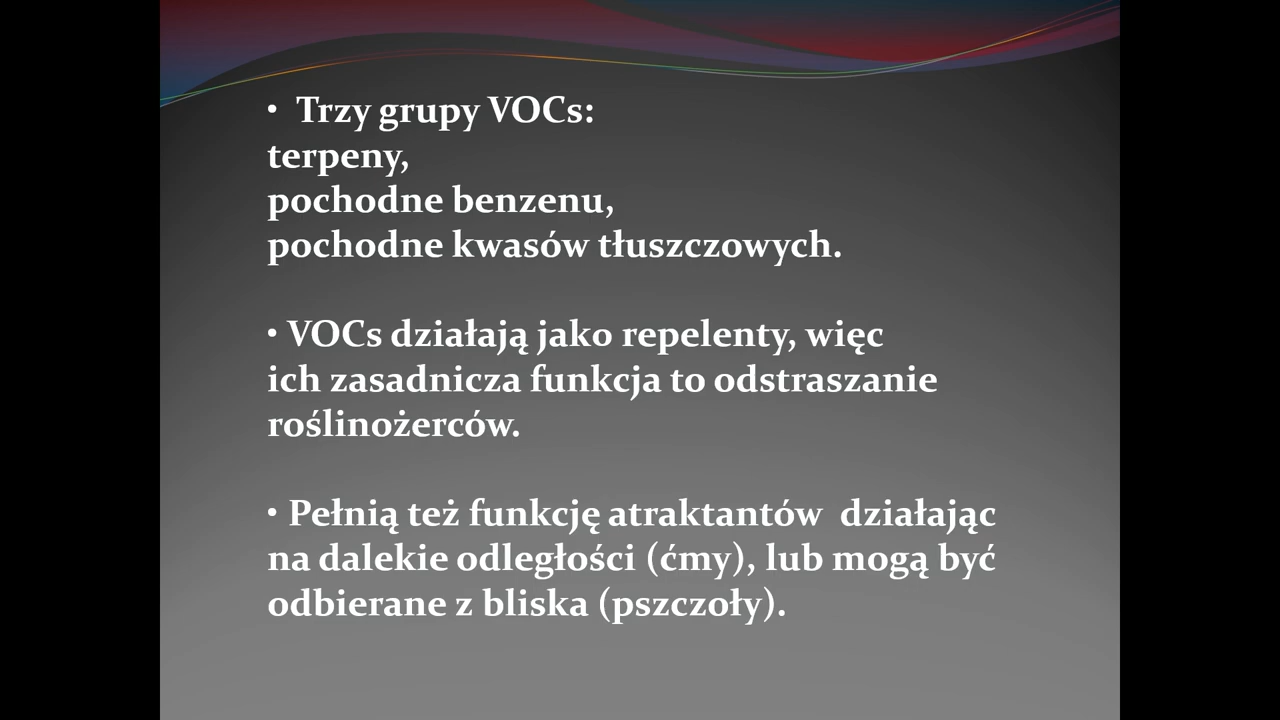 • Trzy grupy VOCs:
terpeny,
pochodne benzenu,
pochodne kwasów tłuszczowych.
• VOCs działają jako repelenty, więc
ich zasadnicza funkcja to odstraszanie
roślinożerców.
• Pełnią też funkcję atraktantów działając
na dalekie odległości (ćmy), lub mogą być
odbierane z bliska (pszczoły).